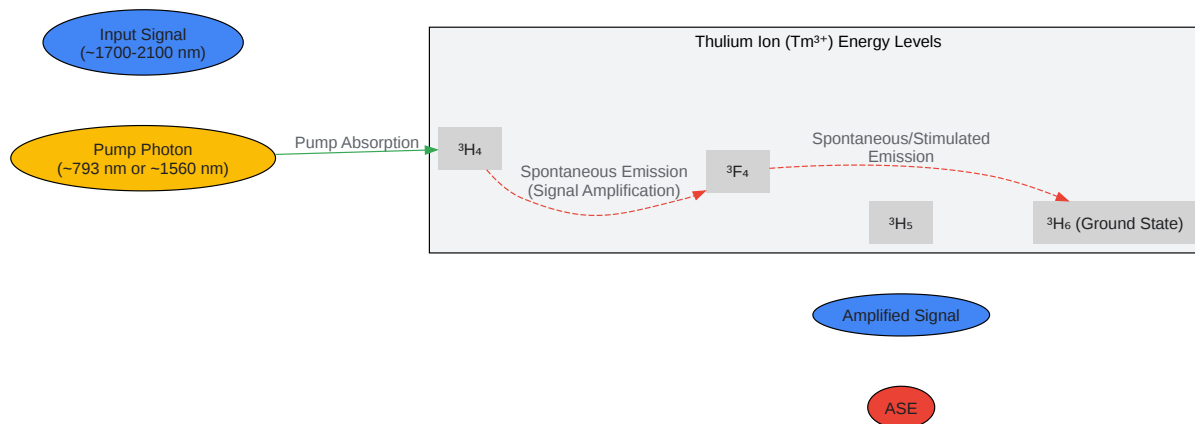 Input Signal
(~1700-2100 nm)
Thulium Ion (Tm³⁺) Energy Levels
Pump Photon
(~793 nm or ~1560 nm)
Pump Absorption
³H₄
Spontaneous Emission
(Signal Amplification)
³F₄
Spontaneous/Stimulated
Emission
³H₅
³H₆ (Ground State)
Amplified Signal
ASE